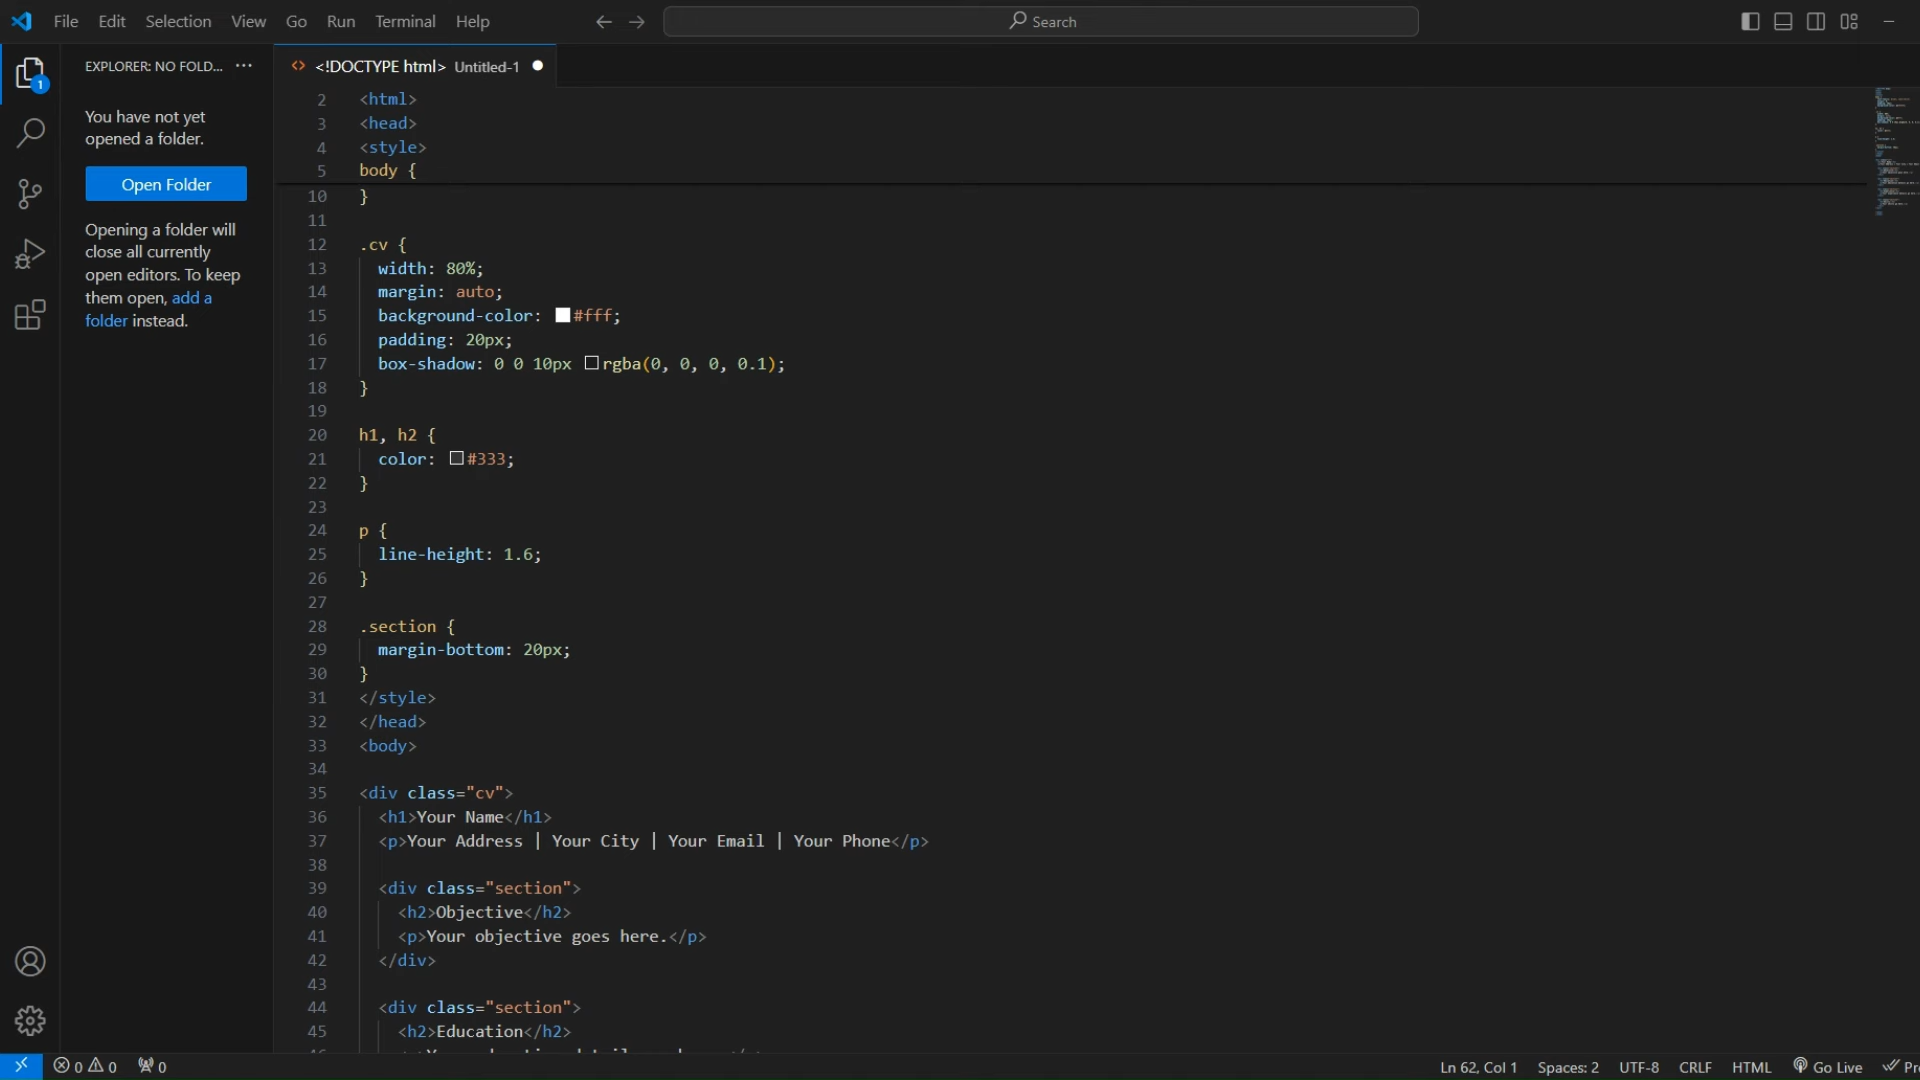 File Edit Selection View Go Run Terminal Help
Search
EXPLORER: NO FOLD...
1
You have not yet
opened a folder.
Open Folder
Opening a folder will
close all currently
open editors. To keep
them open, add a
folder instead.
<!DOCTYPE html> Untitled-1
2 <html>
3 <head>
4 <style>
5 body {
10 }
11
12 .cv {
13 width: 80%;
14 margin: auto;
15 background-color: #fff;
16 padding: 20px;
17 box-shadow: 0 0 10px rgba(0, 0, 0, 0.1);
18 }
19
20 h1, h2 {
21 color: #333;
22 }
23
24 p {
25 line-height: 1.6;
26 }
27
28 .section {
29 margin-bottom: 20px;
30 }
31 </style>
32 </head>
33 <body>
34
35 <div class="cv">
36 <h1>Your Name</h1>
37 <p>Your Address | Your City | Your Email | Your Phone</p>
38
39 <div class="section">
40 <h2>Objective</h2>
41 <p>Your objective goes here.</p>
42 </div>
43
44 <div class="section">
45 <h2>Education</h2>
0 0 0
Ln 62, Col 1 Spaces: 2 UTF-8 CRLF HTML Go Live